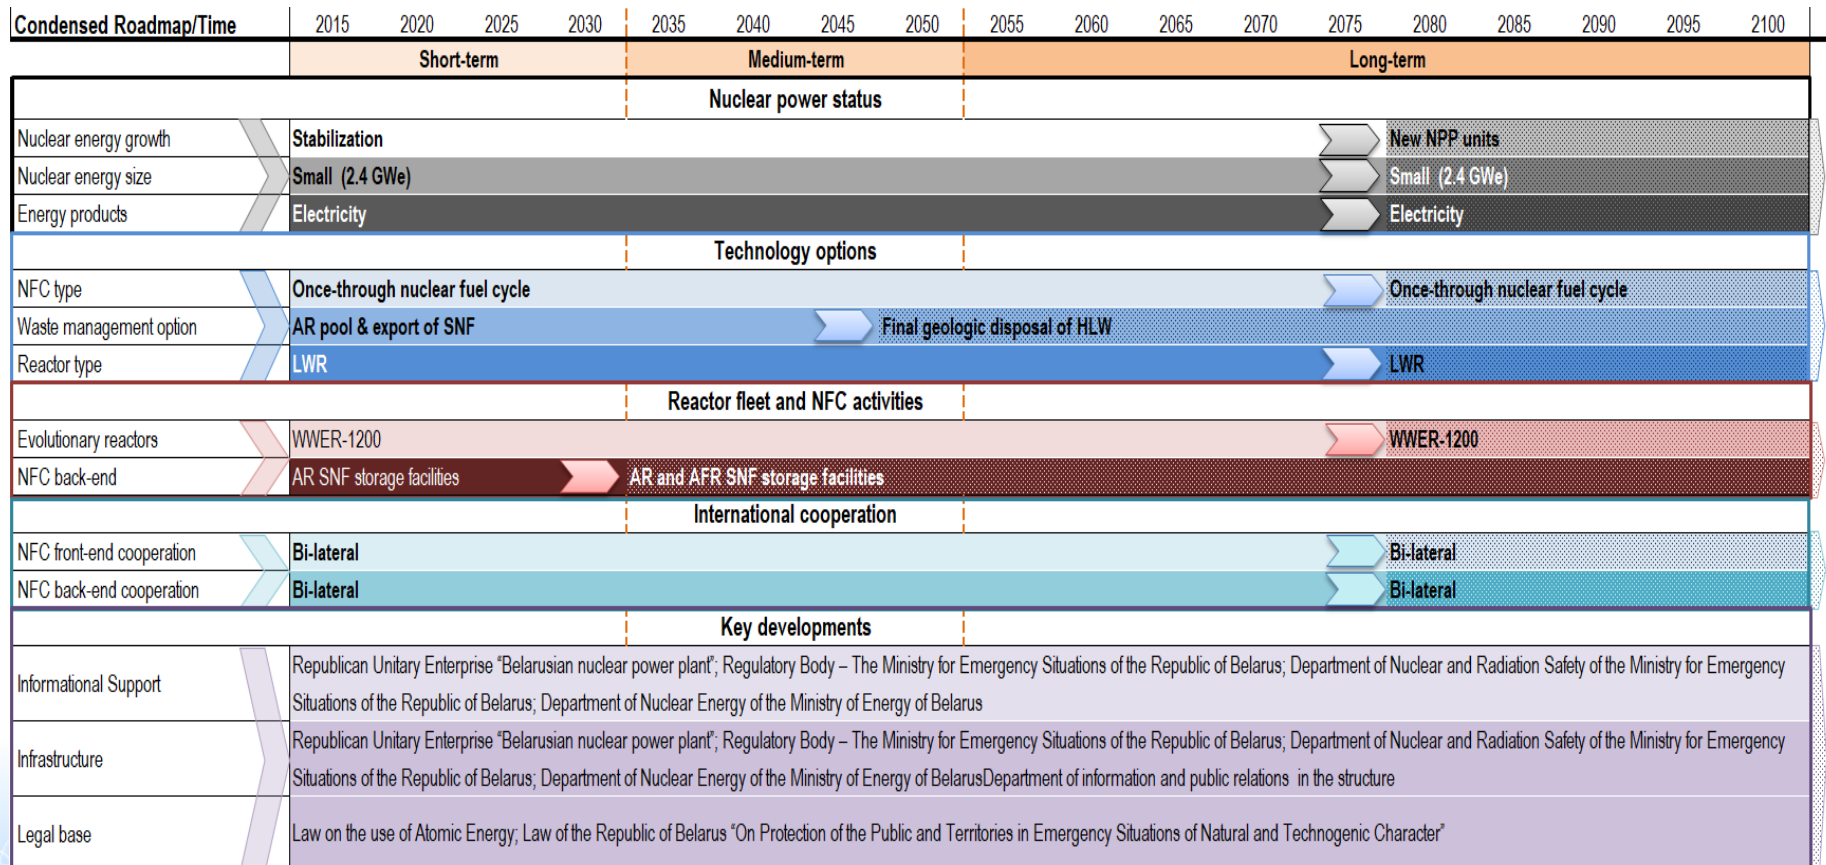 Condensed Roadmap/Time 2015 2020 2025 2030 2035 2040 2045 2050 2055 2060 2065 2070 2075 2080 2085 2090 2095 2100
Short-term Medium-term Long-term
Nuclear power status
Nuclear energy growth Stabilization New NPP units
Nuclear energy size Small (2.4 GWe) Small (2.4 GWe)
Energy products Electricity Electricity
Technology options
NFC type Once-through nuclear fuel cycle Once-through nuclear fuel cycle
Waste management option AR pool & export of SNF Final geologic disposal of HLW
Reactor type LWR LWR
Reactor fleet and NFC activities
Evolutionary reactors WWER-1200 WWER-1200
NFC back-end AR SNF storage facilities AR and AFR SNF storage facilities
International cooperation
NFC front-end cooperation Bi-lateral Bi-lateral
NFC back-end cooperation Bi-lateral Bi-lateral
Key developments
Informational Support
Republican Unitary Enterprise “Belarusian nuclear power plant”; Regulatory Body – The Ministry for Emergency Situations of the Republic of Belarus; Department of Nuclear and Radiation Safety of the Ministry for Emergency
Situations of the Republic of Belarus; Department of Nuclear Energy of the Ministry of Energy of Belarus
Infrastructure
Republican Unitary Enterprise “Belarusian nuclear power plant”; Regulatory Body – The Ministry for Emergency Situations of the Republic of Belarus; Department of Nuclear and Radiation Safety of the Ministry for Emergency
Situations of the Republic of Belarus; Department of Nuclear Energy of the Ministry of Energy of BelarusDepartment of information and public relations in the structure
Legal base Law on the use of Atomic Energy; Law of the Republic of Belarus “On Protection of the Public and Territories in Emergency Situations of Natural and Technogenic Character”